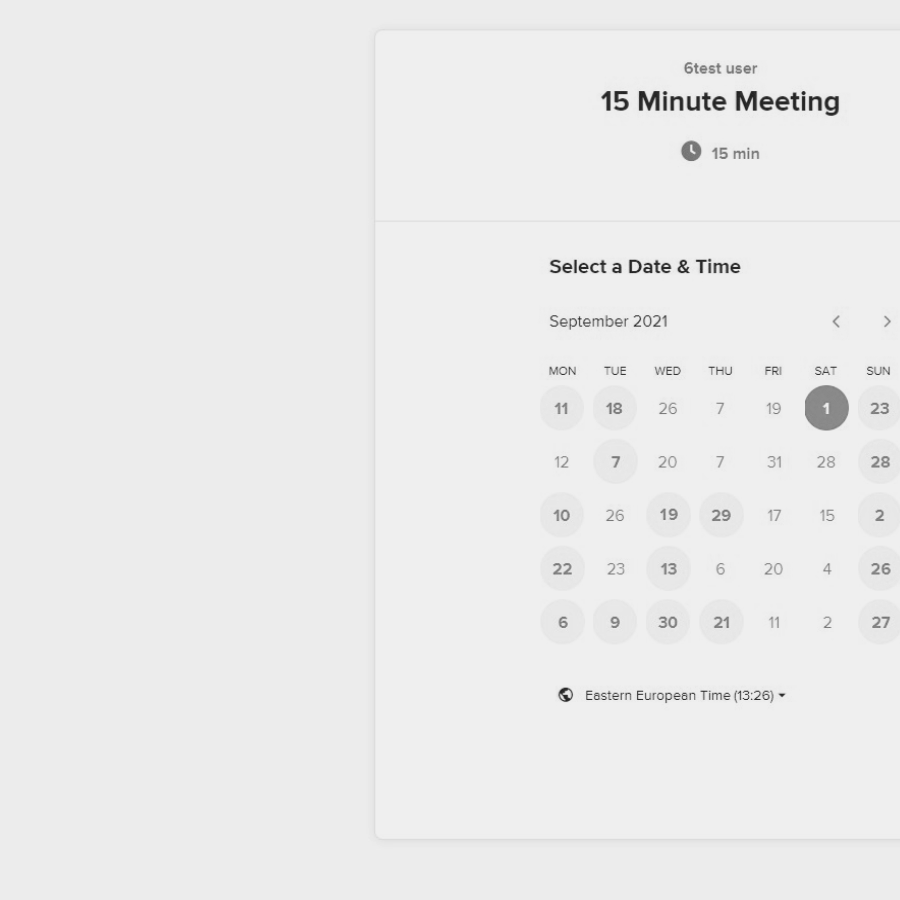 6test user
15 Minute Meeting
15 min
Select a Date & Time
September 2021
MON TUE WED THU FRI SAT SUN
11 18 26 7 19 1 23
12 7 20 7 31 28 28
10 26 19 29 17 15 2
22 23 13 6 20 4 26
6 9 30 21 11 2 27
Eastern European Time (13:26)